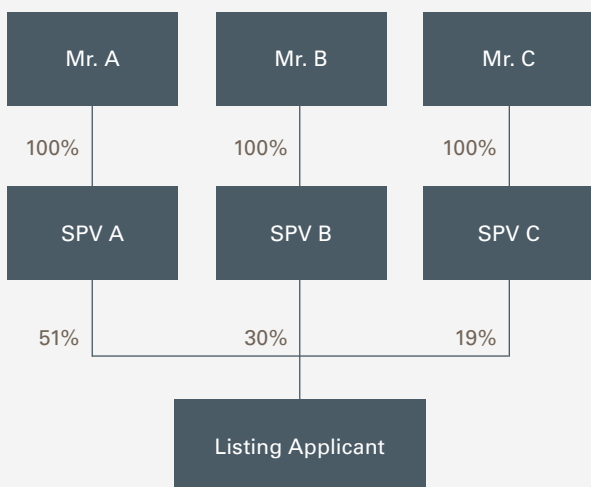 Mr. A
Mr. B
Mr. C
100%
100%
100%
SPV A
SPV B
SPV C
51%
30%
19%
Listing Applicant